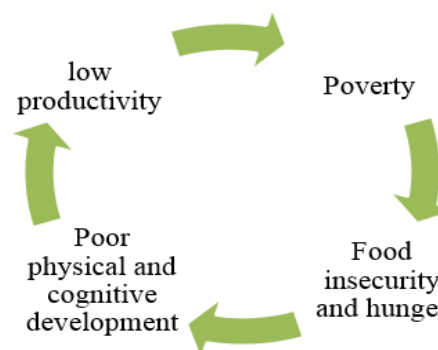 low
productivity
Poverty
Food
insecurity
and hunge
Poor
physical and
cognitive
development